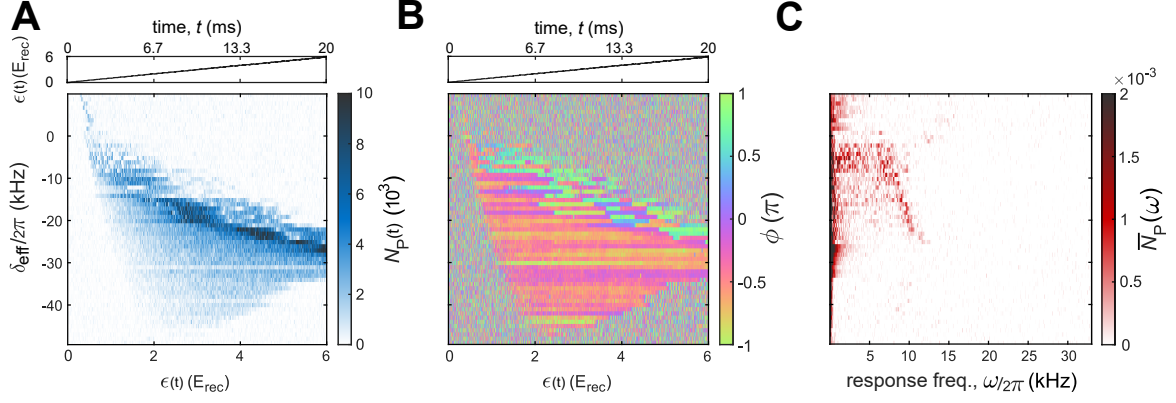 A
time, t (ms)
0 6.7 13.3 20
ϵ(t) (E_rec)
6
0
δ_eff/2π (kHz)
0
-10
-20
-30
-40
0 2 4 6
ϵ(t) (E_rec)
10
8
6
4
2
0
N_P(t) (10^3)
B
time, t (ms)
0 6.7 13.3 20
0 2 4 6
ϵ(t) (E_rec)
1
0.5
0
-0.5
-1
ϕ (π)
C
5 10 15 20 25 30
response freq., ω/2π (kHz)
×10^-3
2
1.5
1
0.5
0
N̅_P(ω)